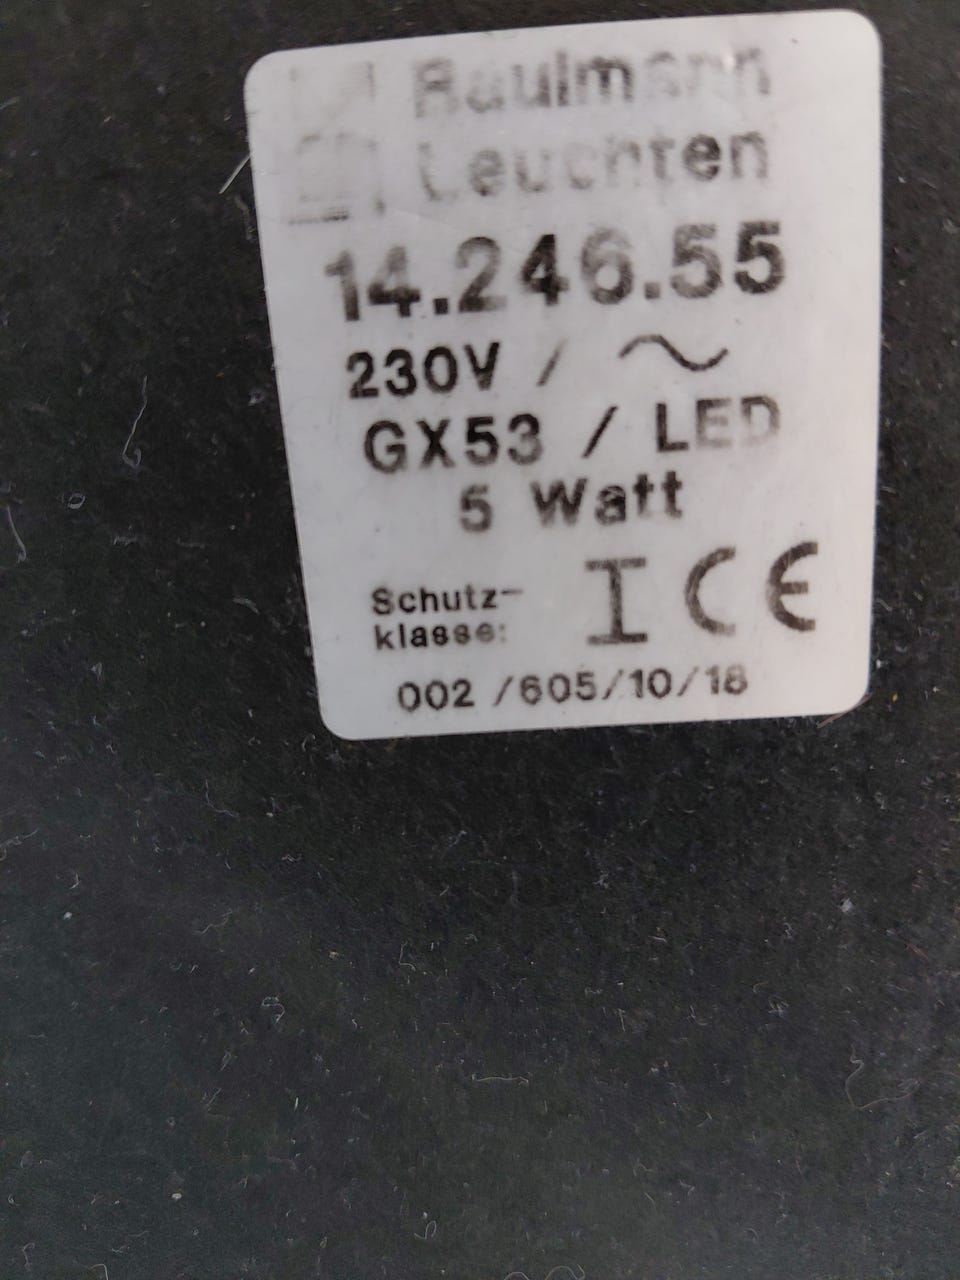 Baulmann
Leuchten
14.246.55
230V / ~
GX53 / LED
5 Watt
Schutz-
klasse: I CE
002 /605/10/18